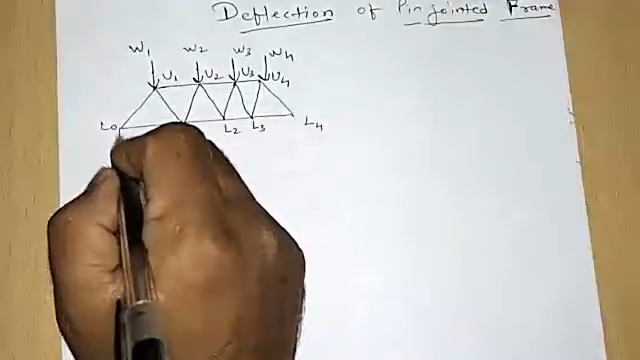 Deflection of Pin jointed Frame
W1 W2 W3 W4
U1 U2 U3 U4
L0 L2 L3 L4